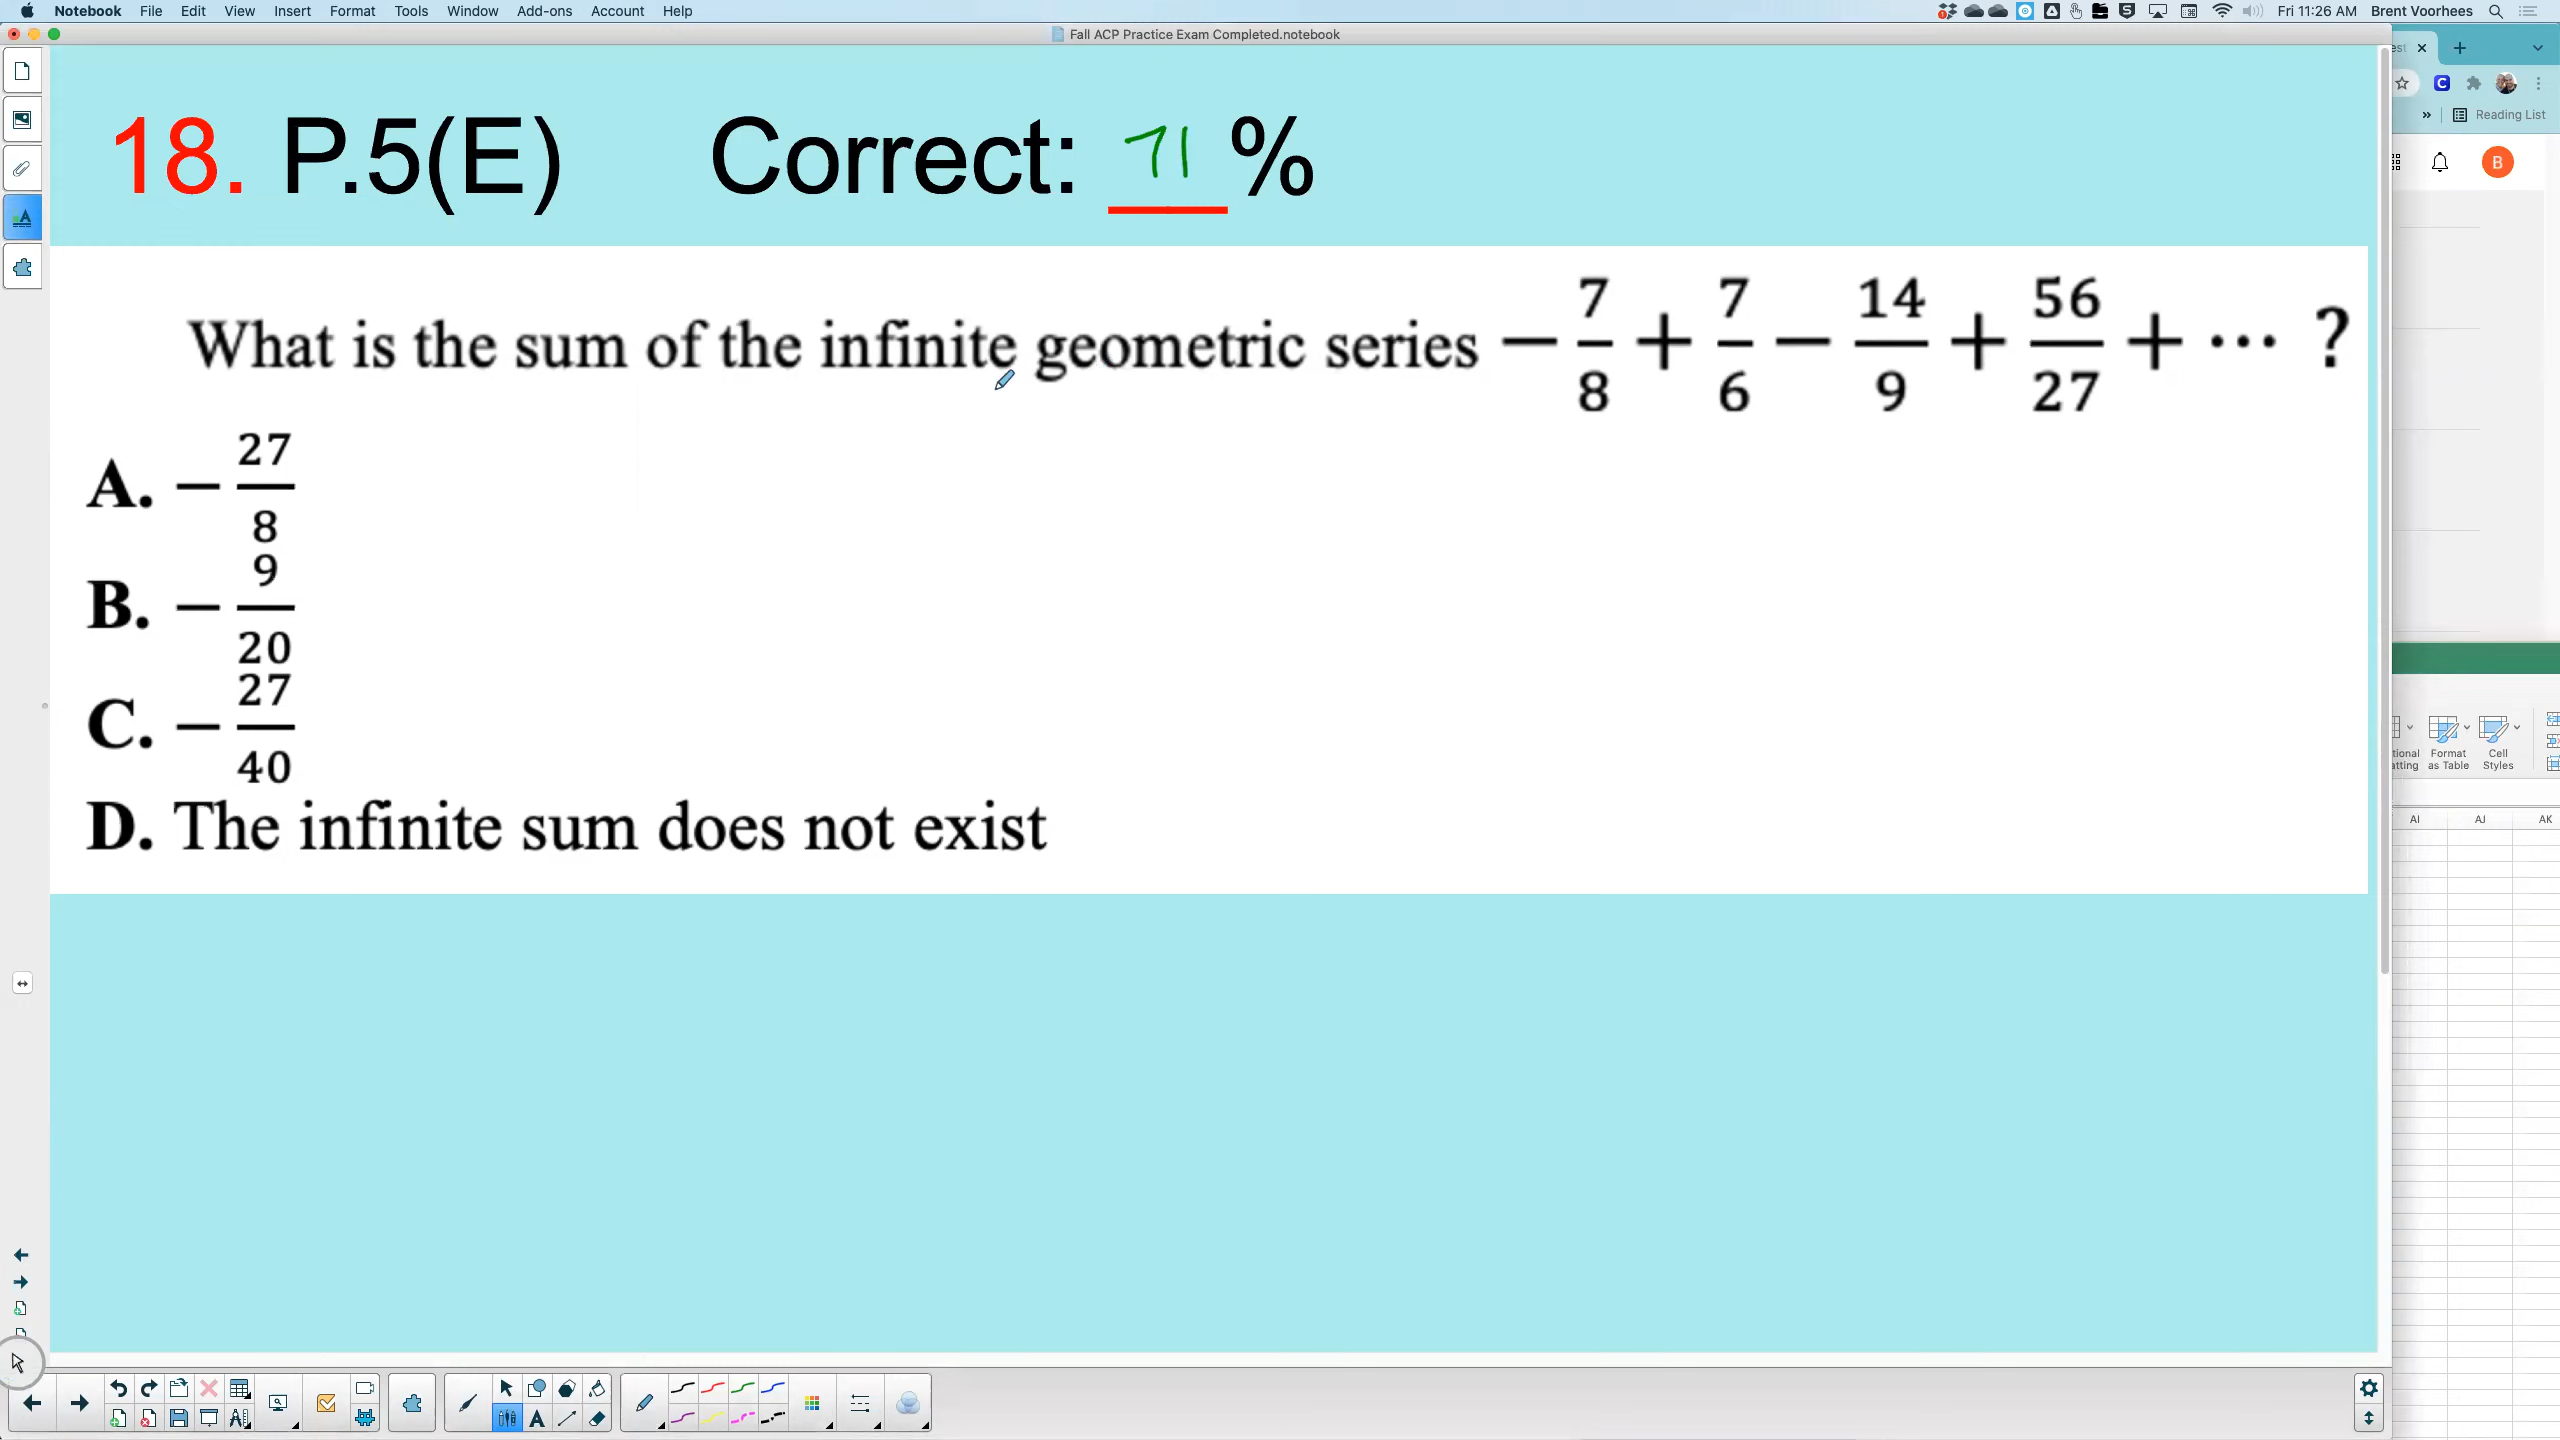 Notebook File Edit View Insert Format Tools Window Add-ons Account Help Fri 11:26 AM Brent Voorhees
Fall ACP Practice Exam Completed.notebook
Reading List
B
18. P.5(E) Correct: 71 %
What is the sum of the infinite geometric series − 7/8 + 7/6 − 14/9 + 56/27 + ⋯ ?
A. − 27/8
B. − 9/20
C. − 27/40
D. The infinite sum does not exist
Format as Table
Cell Styles
AI AJ AK